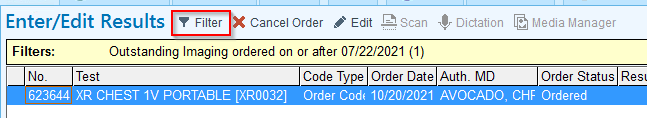 Enter/Edit Results Filter Cancel Order Edit Scan Dictation Media Manager
Filters: Outstanding Imaging ordered on or after 07/22/2021 (1)
No. Test Code Type Order Date Auth. MD Order Status Resu
623644 XR CHEST 1V PORTABLE [XR0032] Order Code 10/20/2021 AVOCADO, CHR Ordered